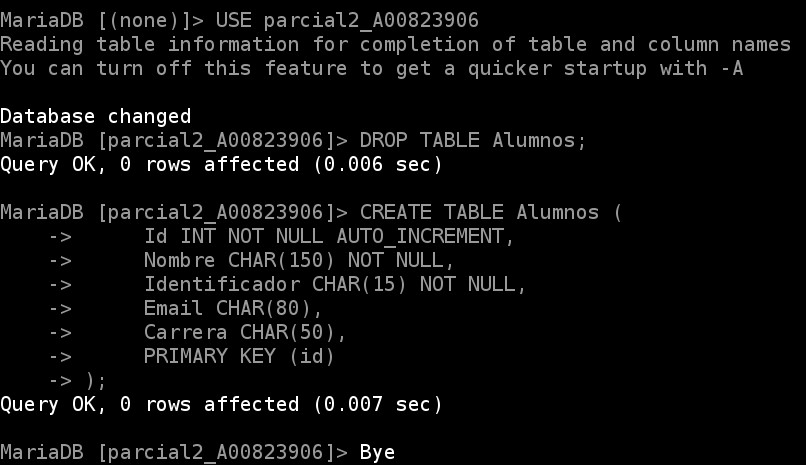 MariaDB [(none)]> USE parcial2_A00823906
Reading table information for completion of table and column names
You can turn off this feature to get a quicker startup with -A
Database changed
MariaDB [parcial2_A00823906]> DROP TABLE Alumnos;
Query OK, 0 rows affected (0.006 sec)
MariaDB [parcial2_A00823906]> CREATE TABLE Alumnos (
    ->      Id INT NOT NULL AUTO_INCREMENT,
    ->      Nombre CHAR(150) NOT NULL,
    ->      Identificador CHAR(15) NOT NULL,
    ->      Email CHAR(80),
    ->      Carrera CHAR(50),
    ->      PRIMARY KEY (id)
    -> );
Query OK, 0 rows affected (0.007 sec)
MariaDB [parcial2_A00823906]> Bye